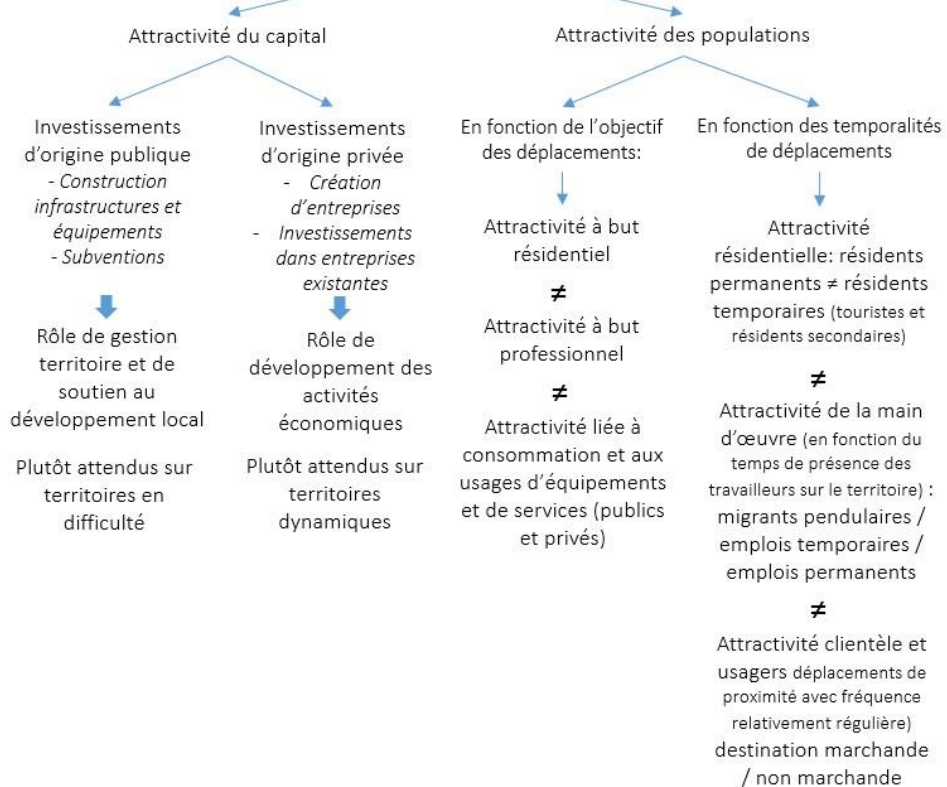 Attractivité du capital
Attractivité des populations
Investissements
d'origine publique
- Construction
infrastructures et
équipements
- Subventions
Rôle de gestion
territoire et de
soutien au
développement local
Plutôt attendus sur
territoires en
difficulté
Investissements
d'origine privée
- Création
d'entreprises
- Investissements
dans entreprises
existantes
Rôle de
développement des
activités
économiques
Plutôt attendus sur
territoires
dynamiques
En fonction de l'objectif
des déplacements:
Attractivité à but
résidentiel
≠
Attractivité à but
professionnel
≠
Attractivité liée à
consommation et aux
usages d'équipements
et de services (publics
et privés)
En fonction des temporalités
de déplacements
Attractivité
résidentielle: résidents
permanents ≠ résidents
temporaires (touristes et
résidents secondaires)
≠
Attractivité de la main
d'œuvre (en fonction du
temps de présence des
travailleurs sur le territoire) :
migrants pendulaires /
emplois temporaires /
emplois permanents
≠
Attractivité clientèle et
usagers déplacements de
proximité avec fréquence
relativement régulière)
destination marchande
/ non marchande